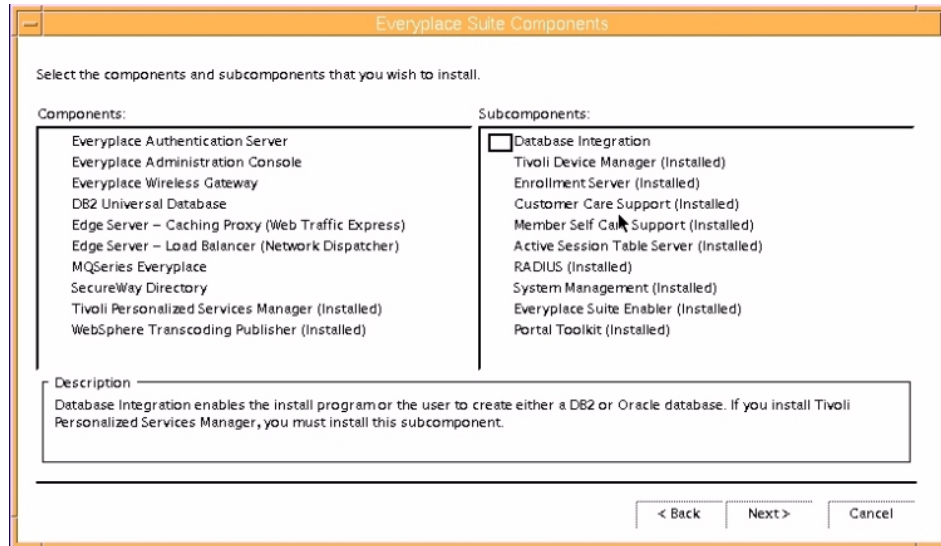 Everyplace Suite Components
Select the components and subcomponents that you wish to install.
Components:
Everyplace Authentication Server
Everyplace Administration Console
Everyplace Wireless Gateway
DB2 Universal Database
Edge Server – Caching Proxy (Web Traffic Express)
Edge Server – Load Balancer (Network Dispatcher)
MQSeries Everyplace
SecureWay Directory
Tivoli Personalized Services Manager (Installed)
WebSphere Transcoding Publisher (Installed)
Subcomponents:
Database Integration
Tivoli Device Manager (Installed)
Enrollment Server (Installed)
Customer Care Support (Installed)
Member Self Care Support (Installed)
Active Session Table Server (Installed)
RADIUS (Installed)
System Management (Installed)
Everyplace Suite Enabler (Installed)
Portal Toolkit (Installed)
Description
Database Integration enables the install program or the user to create either a DB2 or Oracle database. If you install Tivoli
Personalized Services Manager, you must install this subcomponent.
< Back
Next >
Cancel